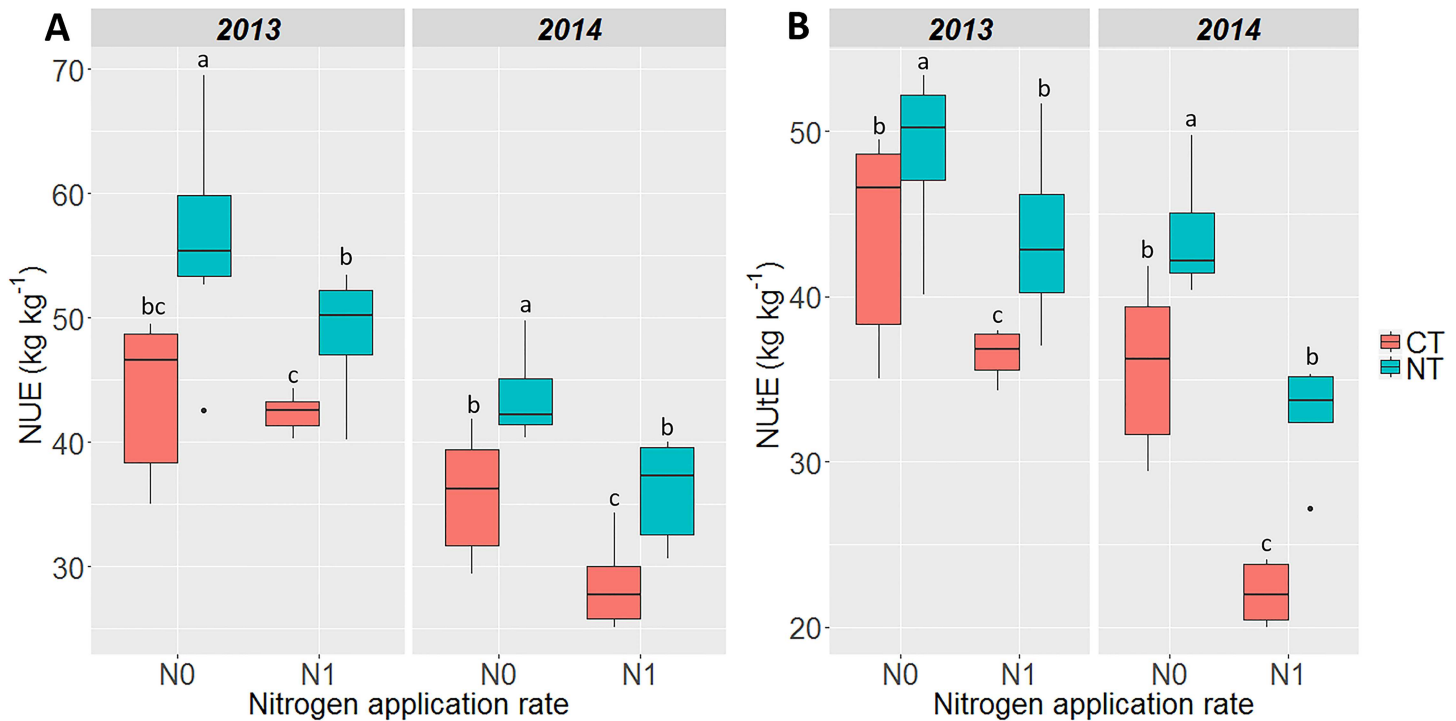 A
2013
2014
NUE (kg kg⁻¹)
70
60
50
40
30
bc
a
c
b
b
a
c
b
N0
N1
N0
N1
Nitrogen application rate
B
2013
2014
NUtE (kg kg⁻¹)
50
40
30
20
b
a
c
b
b
a
c
b
N0
N1
N0
N1
Nitrogen application rate
CT
NT